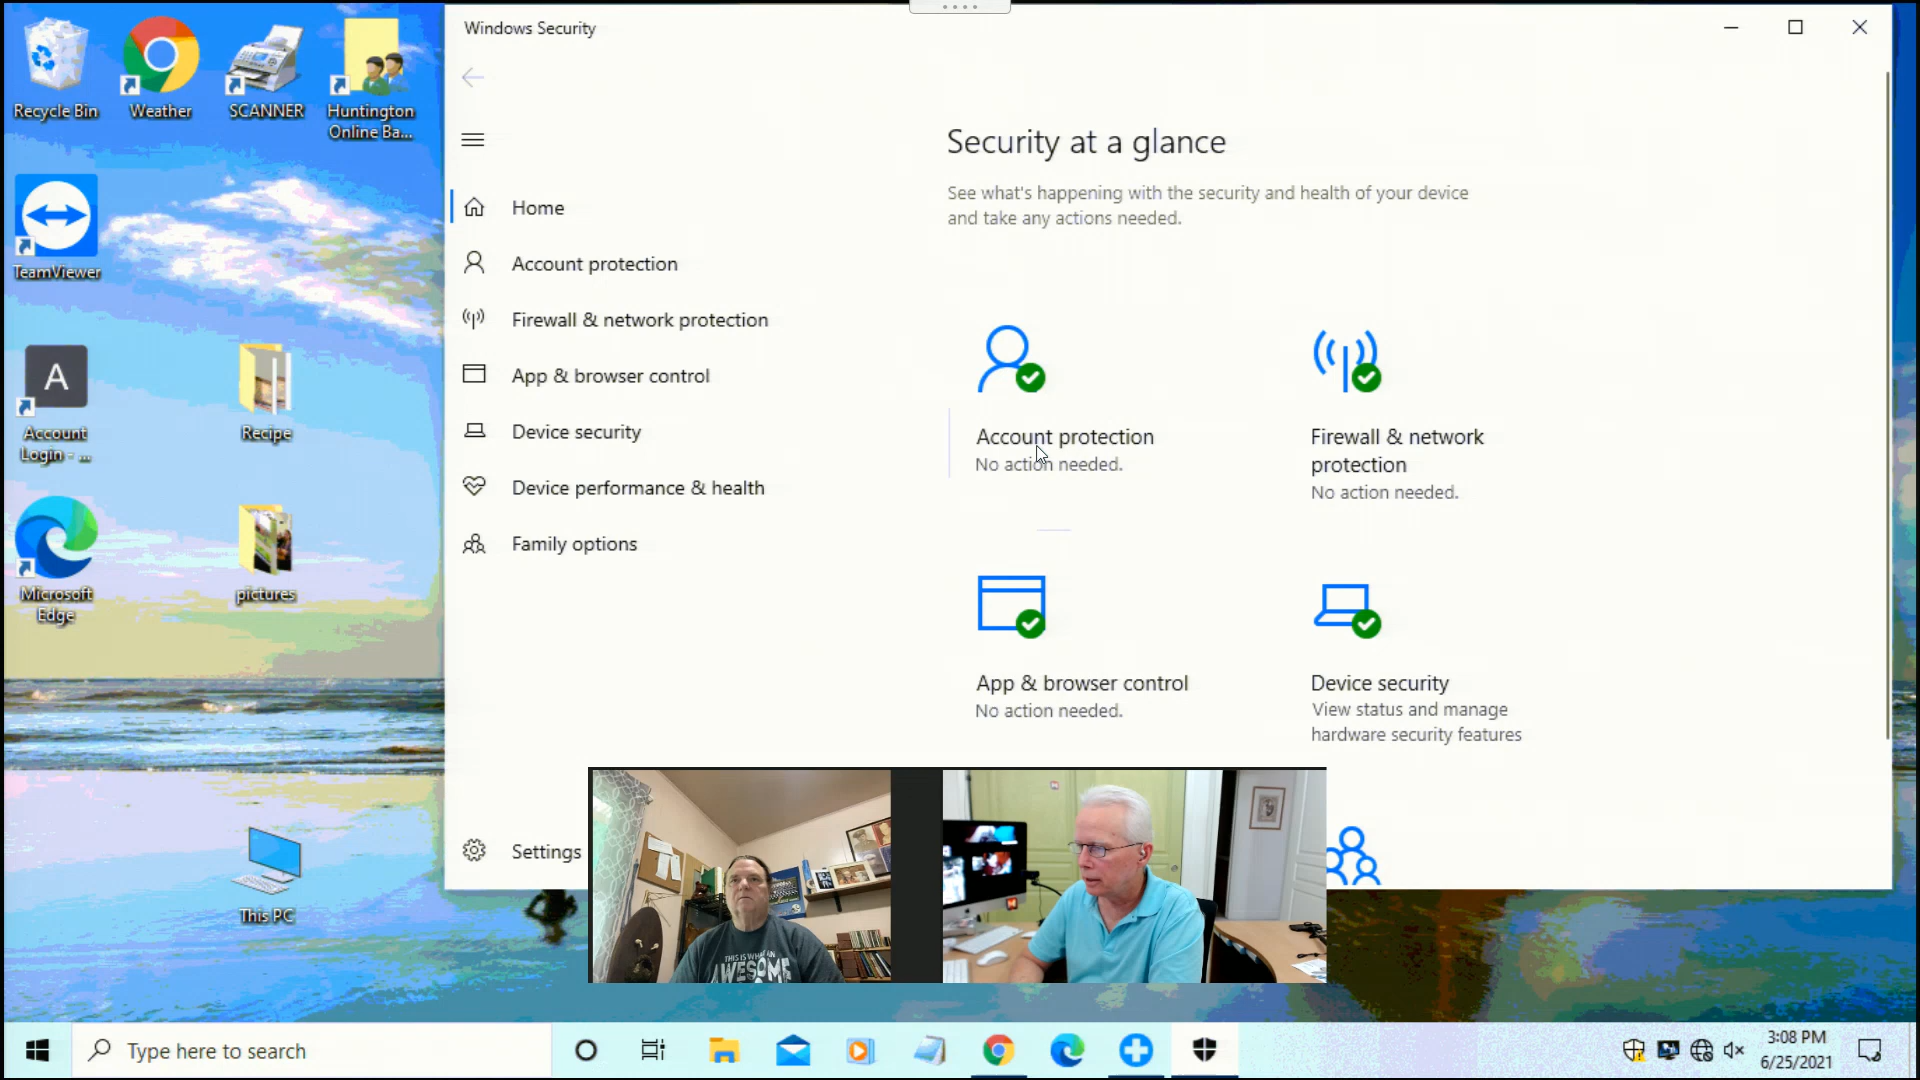 Windows Security
Recycle Bin
Weather
SCANNER
Huntington
Online Ba...
TeamViewer
A
Account
Login - ...
Recipe
Microsoft
Edge
pictures
This PC
Home
Account protection
Firewall & network protection
App & browser control
Device security
Device performance & health
Family options
Settings
Security at a glance
See what's happening with the security and health of your device
and take any actions needed.
Account protection
No action needed.
Firewall & network
protection
No action needed.
App & browser control
No action needed.
Device security
View status and manage
hardware security features
THIS IS WHAT AN
AWESOME
Type here to search
3:08 PM
6/25/2021